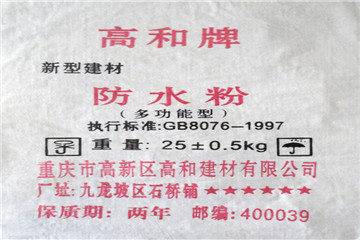 高和牌
新型建材
防水粉
(多功能型)
执行标准:GB8076-1997
重量:25±0.5kg
重庆市高新区高和建材有限公司
厂址:九龙坡区石桥铺★★★★★★
保质期:两年 邮编:400039